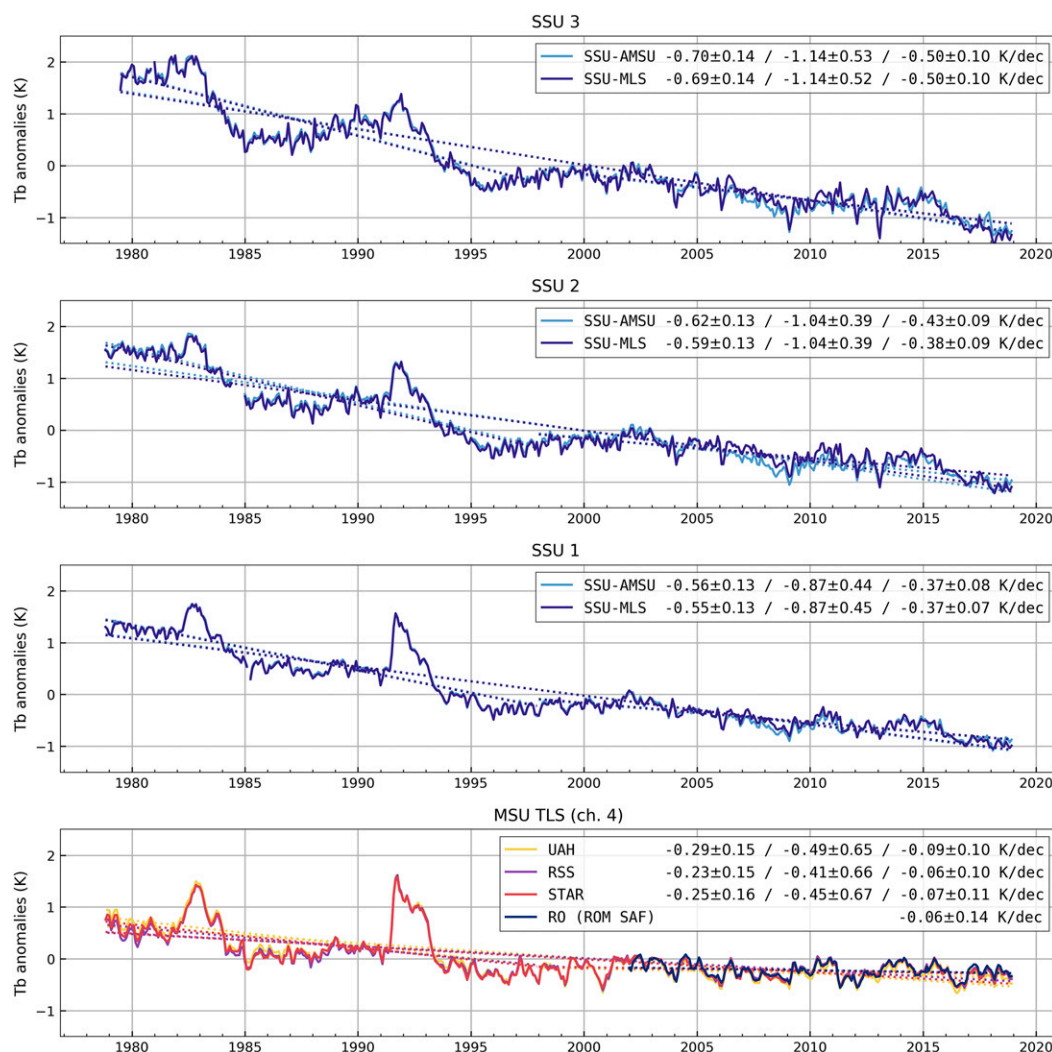 SSU 3
Tb anomalies (K)
2
1
0
−1
SSU-AMSU -0.70±0.14 / -1.14±0.53 / -0.50±0.10 K/dec
SSU-MLS -0.69±0.14 / -1.14±0.52 / -0.50±0.10 K/dec
1980 1985 1990 1995 2000 2005 2010 2015 2020
SSU 2
Tb anomalies (K)
2
1
0
−1
SSU-AMSU -0.62±0.13 / -1.04±0.39 / -0.43±0.09 K/dec
SSU-MLS -0.59±0.13 / -1.04±0.39 / -0.38±0.09 K/dec
1980 1985 1990 1995 2000 2005 2010 2015 2020
SSU 1
Tb anomalies (K)
2
1
0
−1
SSU-AMSU -0.56±0.13 / -0.87±0.44 / -0.37±0.08 K/dec
SSU-MLS -0.55±0.13 / -0.87±0.45 / -0.37±0.07 K/dec
1980 1985 1990 1995 2000 2005 2010 2015 2020
MSU TLS (ch. 4)
Tb anomalies (K)
2
1
0
−1
UAH -0.29±0.15 / -0.49±0.65 / -0.09±0.10 K/dec
RSS -0.23±0.15 / -0.41±0.66 / -0.06±0.10 K/dec
STAR -0.25±0.16 / -0.45±0.67 / -0.07±0.11 K/dec
RO (ROM SAF) -0.06±0.14 K/dec
1980 1985 1990 1995 2000 2005 2010 2015 2020